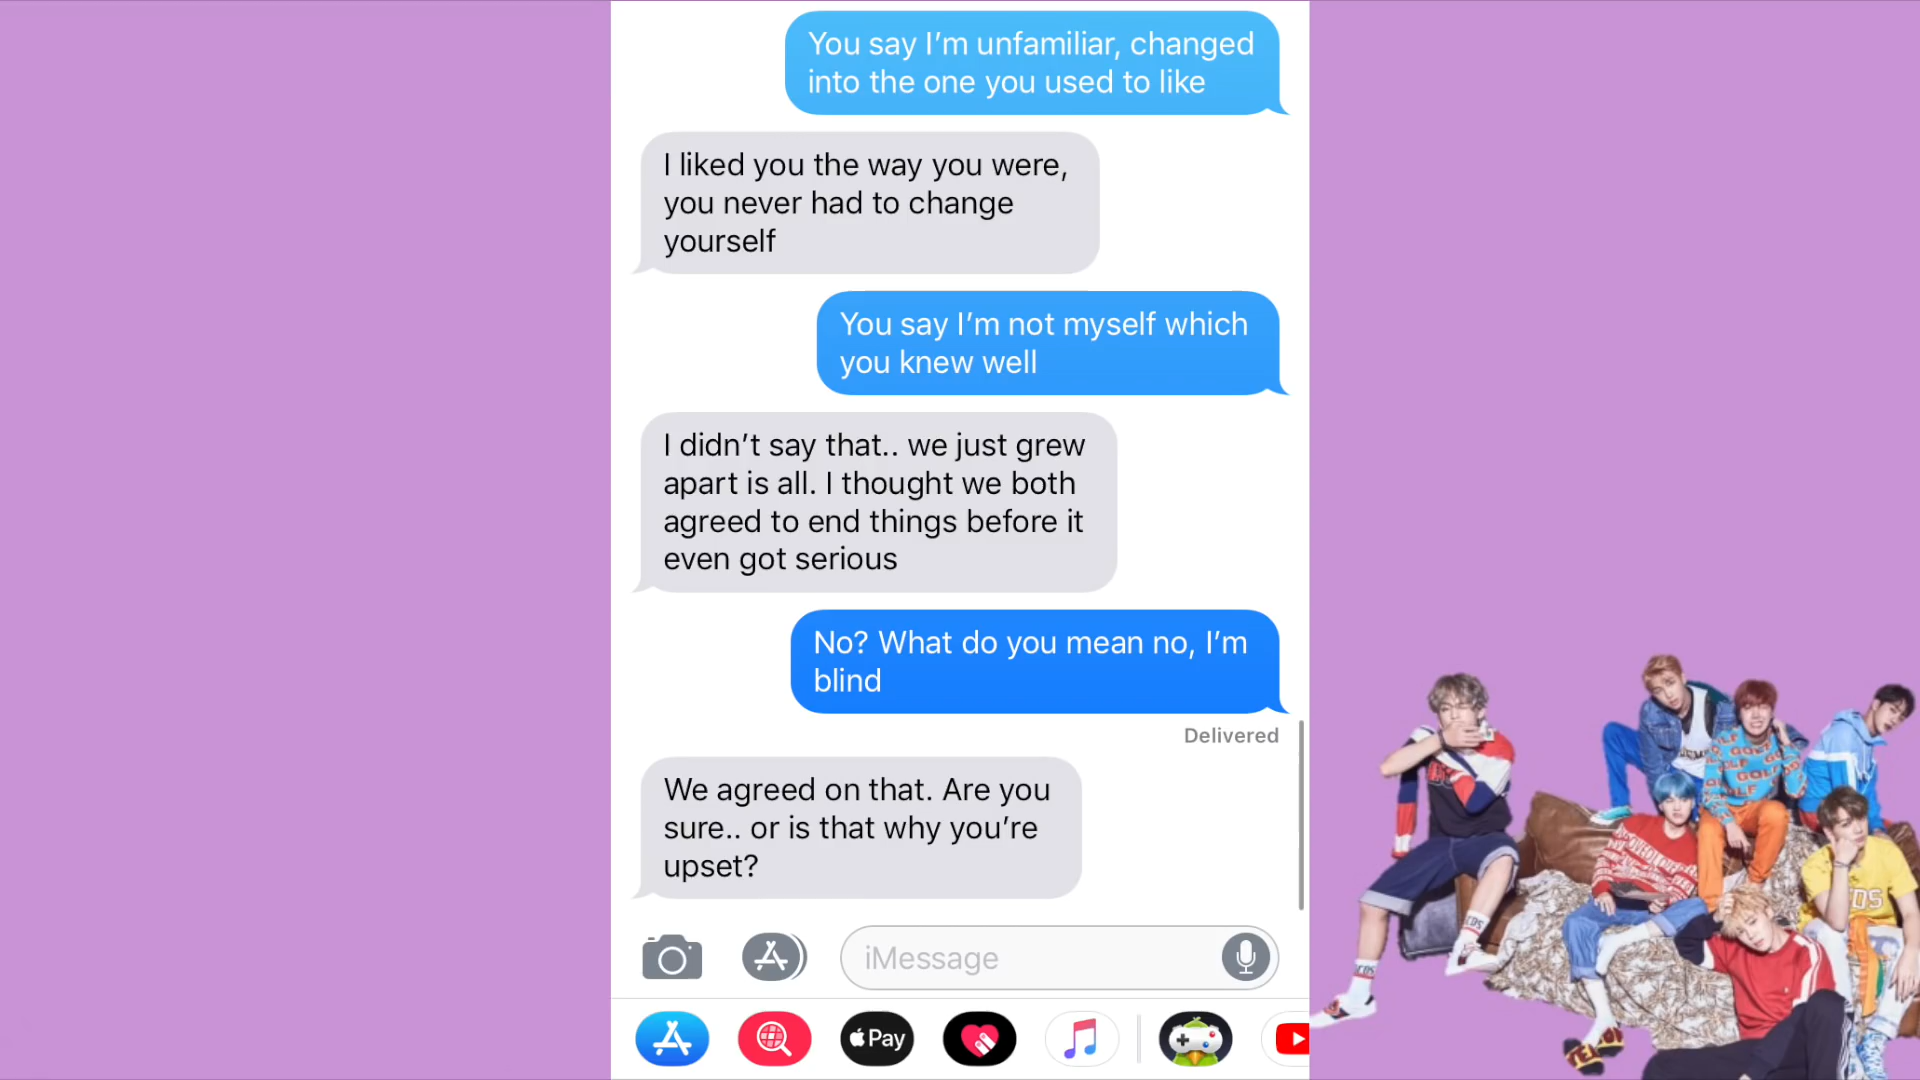 You say I’m unfamiliar, changed
into the one you used to like
I liked you the way you were,
you never had to change
yourself
You say I’m not myself which
you knew well
I didn’t say that.. we just grew
apart is all. I thought we both
agreed to end things before it
even got serious
No? What do you mean no, I’m
blind
Delivered
We agreed on that. Are you
sure.. or is that why you’re
upset?
iMessage
Pay